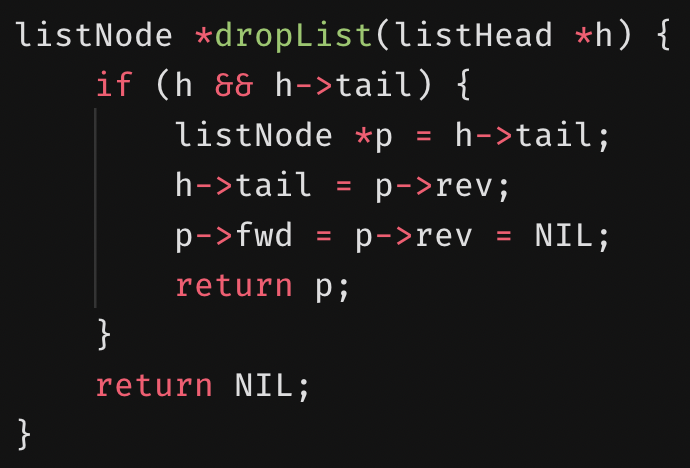 listNode *dropList(listHead *h) {
    if (h && h->tail) {
        listNode *p = h->tail;
        h->tail = p->rev;
        p->fwd = p->rev = NIL;
        return p;
    }
    return NIL;
}